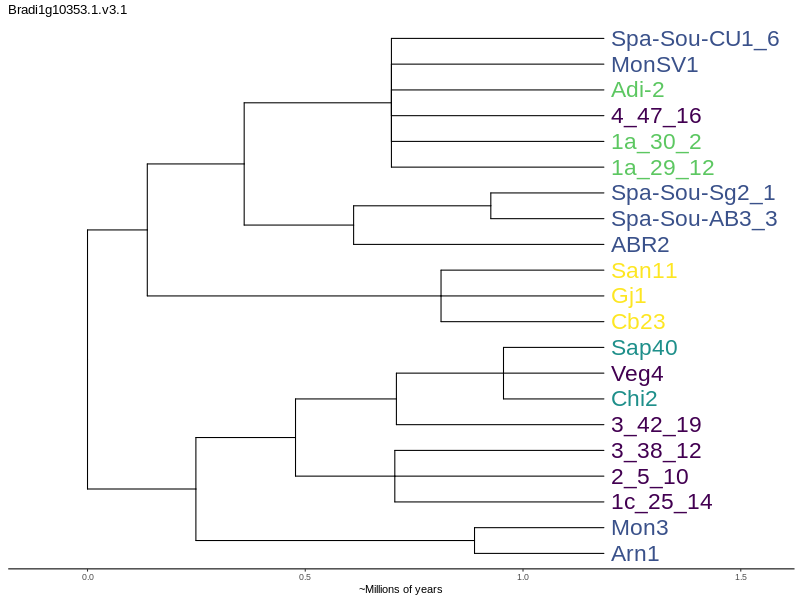 Bradi1g10353.1.v3.1
Spa-Sou-CU1_6
MonSV1
Adi-2
4_47_16
1a_30_2
1a_29_12
Spa-Sou-Sg2_1
Spa-Sou-AB3_3
ABR2
San11
Gj1
Cb23
Sap40
Veg4
Chi2
3_42_19
3_38_12
2_5_10
1c_25_14
Mon3
Arn1
0.0 0.5 1.0 1.5
~Millions of years